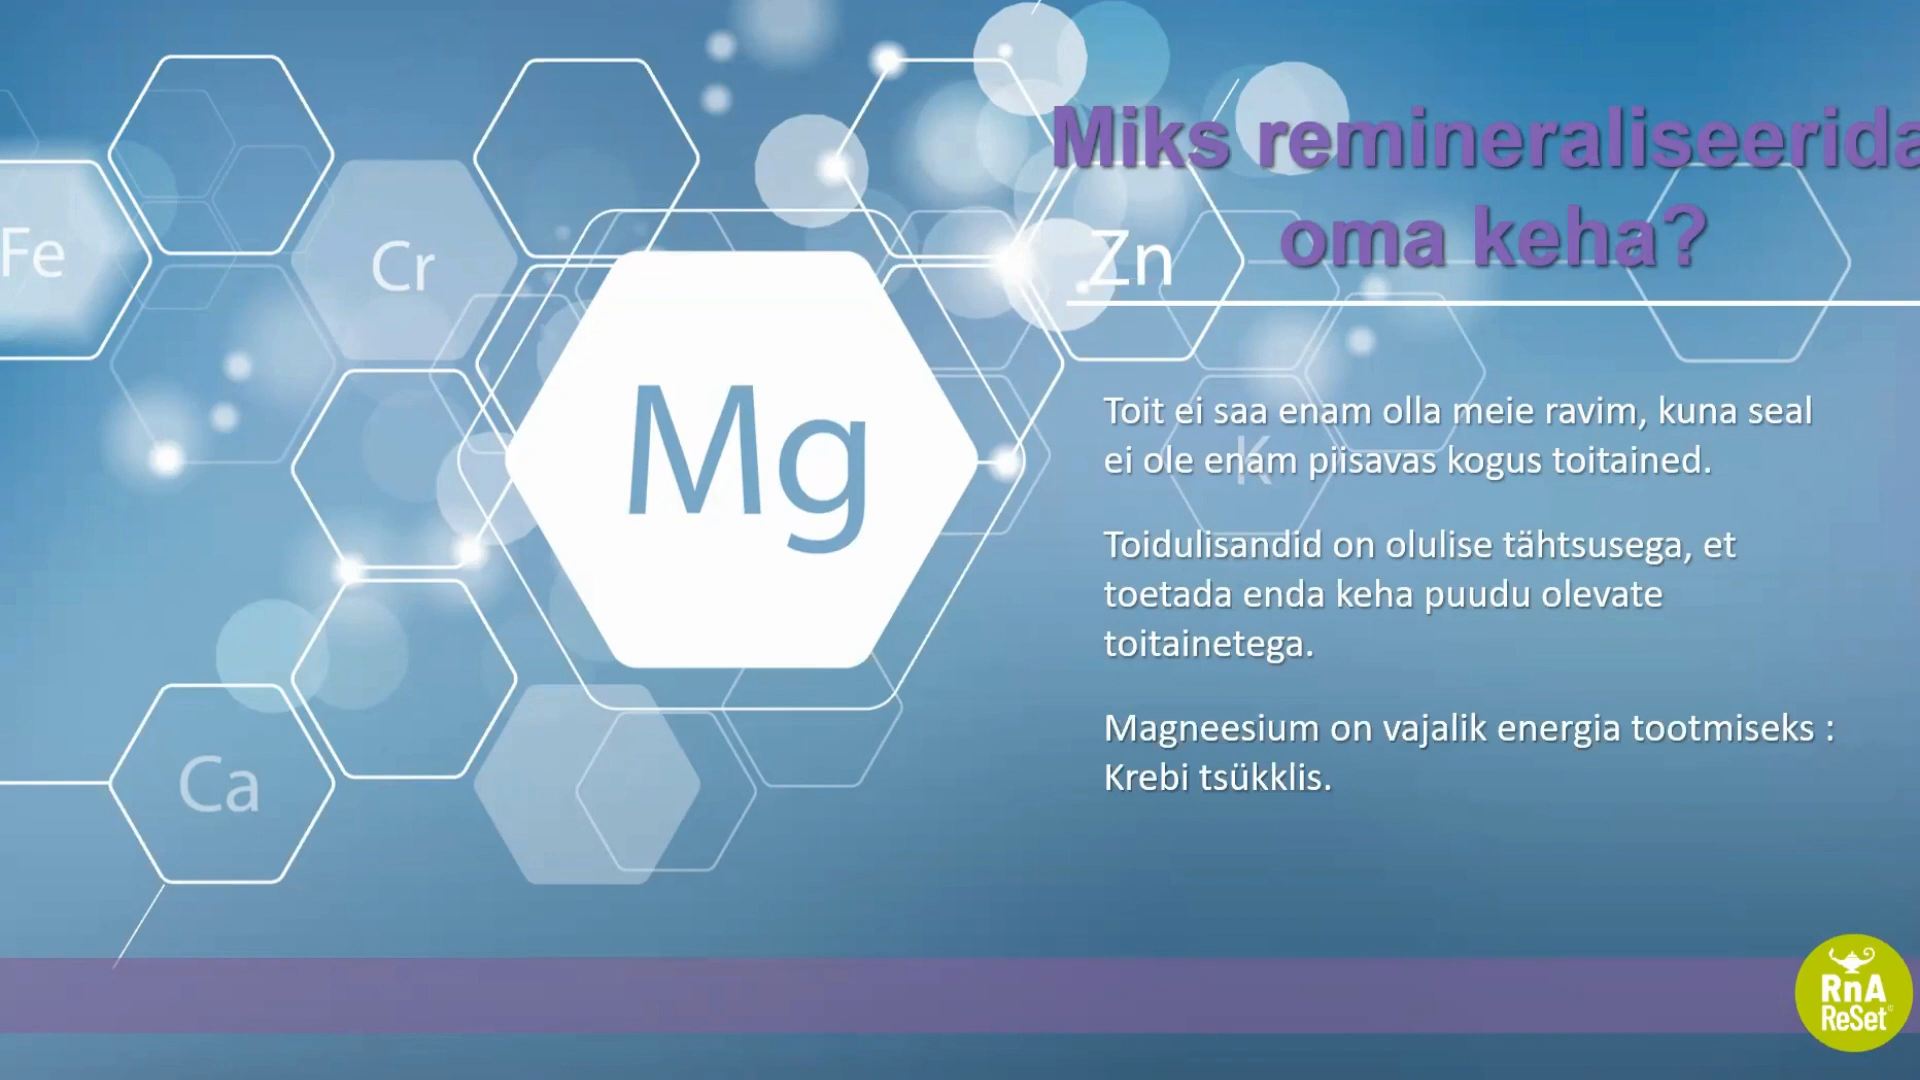 Miks remineraliseerida
oma keha?
Fe
Cr
Zn
Mg
K
Ca
Toit ei saa enam olla meie ravim, kuna seal
ei ole enam piisavas kogus toitained.
Toidulisandid on olulise tähtsusega, et
toetada enda keha puudu olevate
toitainetega.
Magneesium on vajalik energia tootmiseks :
Krebi tsükklis.
RnA
ReSet